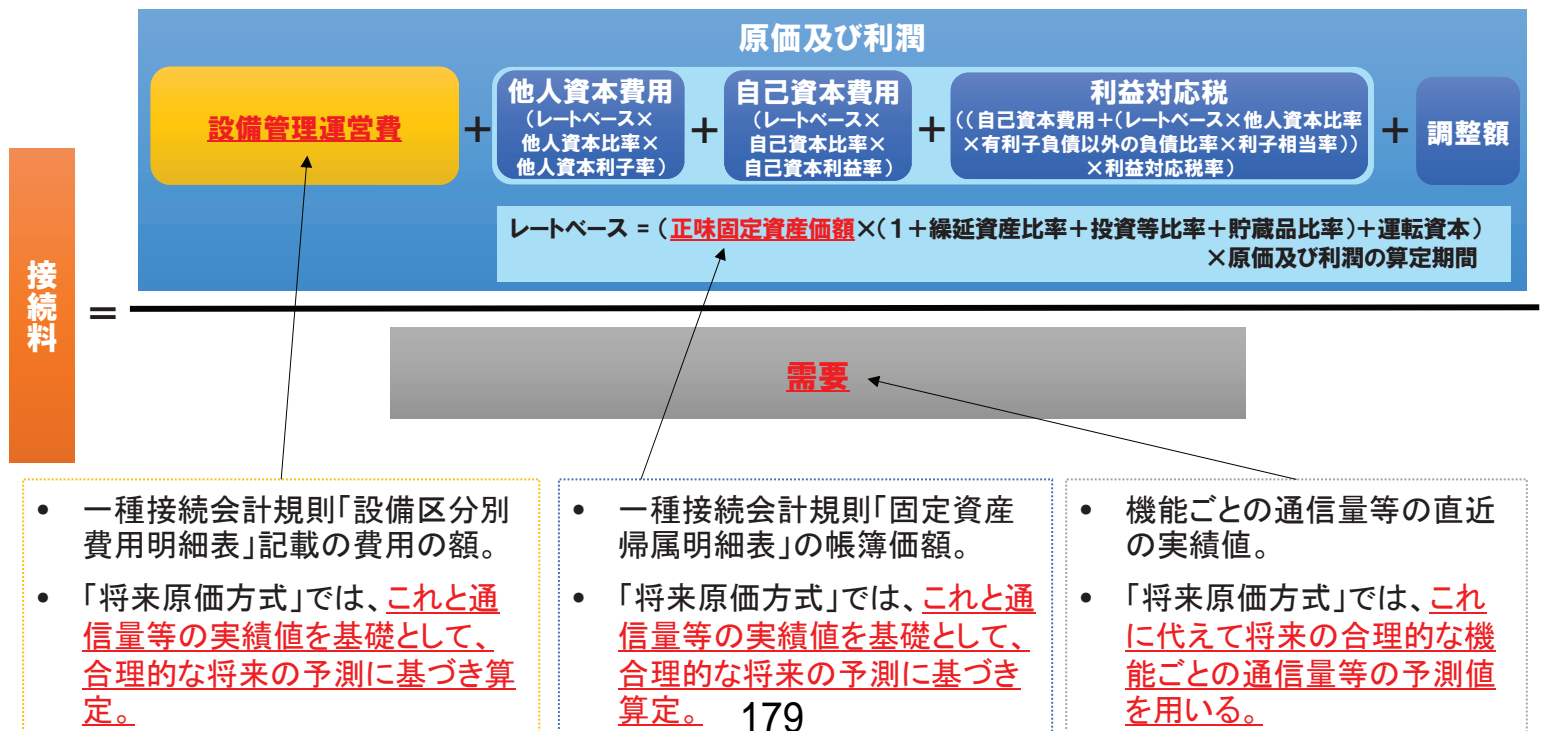 原価及び利潤
設備管理運営費
+
他人資本費用
（レートベース×
他人資本比率×
他人資本利子率）
+
自己資本費用
（レートベース×
自己資本比率×
自己資本利益率）
+
利益対応税
（（自己資本費用+（レートベース×他人資本比率
×有利子負債以外の負債比率×利子相当率））
×利益対応税率）
+
調整額
レートベース = （正味固定資産価額×（1+繰延資産比率+投資等比率+貯蔵品比率）+運転資本）
×原価及び利潤の算定期間
接続料
=
需要
• 一種接続会計規則「設備区分別
費用明細表」記載の費用の額。
• 「将来原価方式」では、これと通
信量等の実績値を基礎として、
合理的な将来の予測に基づき算
定。
• 一種接続会計規則「固定資産
帰属明細表」の帳簿価額。
• 「将来原価方式」では、これと通
信量等の実績値を基礎として、
合理的な将来の予測に基づき
算定。
• 機能ごとの通信量等の直近
の実績値。
• 「将来原価方式」では、これ
に代えて将来の合理的な機
能ごとの通信量等の予測値
を用いる。
179